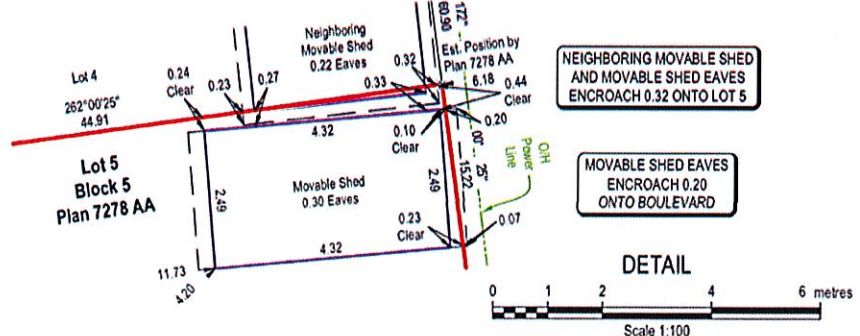 Neighboring
Movable Shed
0.22 Eaves
172°
60.90
Est. Position by
Plan 7278 AA
6.18
0.32
0.33
0.44
Clear
0.20
NEIGHBORING MOVABLE SHED
AND MOVABLE SHED EAVES
ENCROACH 0.32 ONTO LOT 5
Lot 4
0.24
Clear
0.23
0.27
262°00'25"
44.91
4.32
0.10
Clear
00'
25"
15.22
O/H
Power
Line
Lot 5
Block 5
Plan 7278 AA
2.49
Movable Shed
0.30 Eaves
2.49
MOVABLE SHED EAVES
ENCROACH 0.20
ONTO BOULEVARD
0.23
Clear
0.07
4.32
11.73
4.20
DETAIL
0 1 2 4 6 metres
Scale 1:100